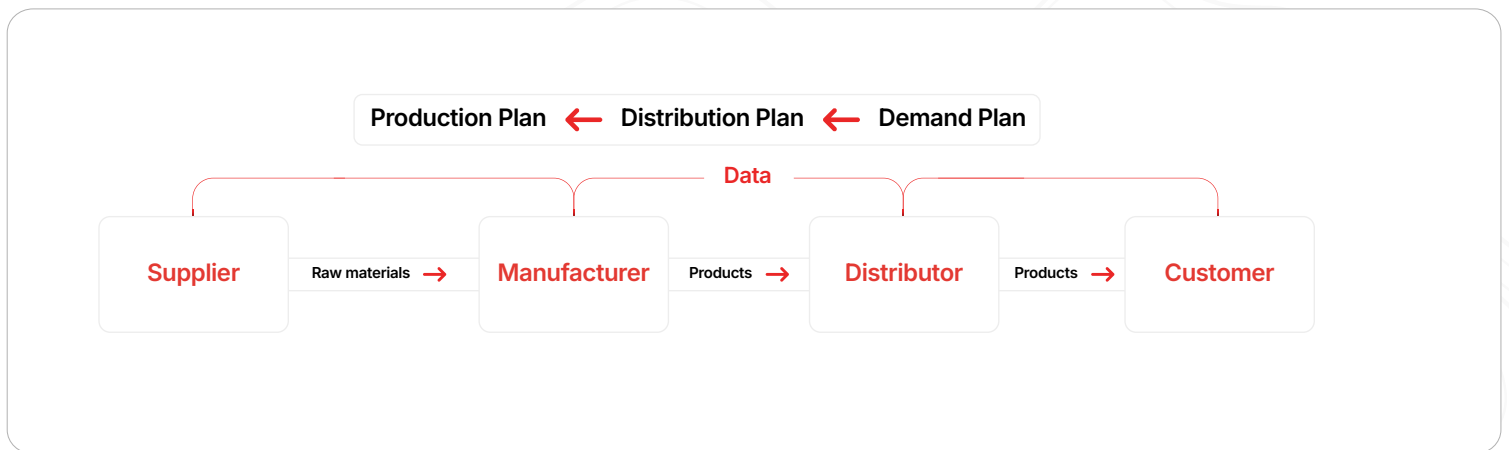 Production Plan ← Distribution Plan ← Demand Plan
Data
Supplier
Raw materials →
Manufacturer
Products →
Distributor
Products →
Customer